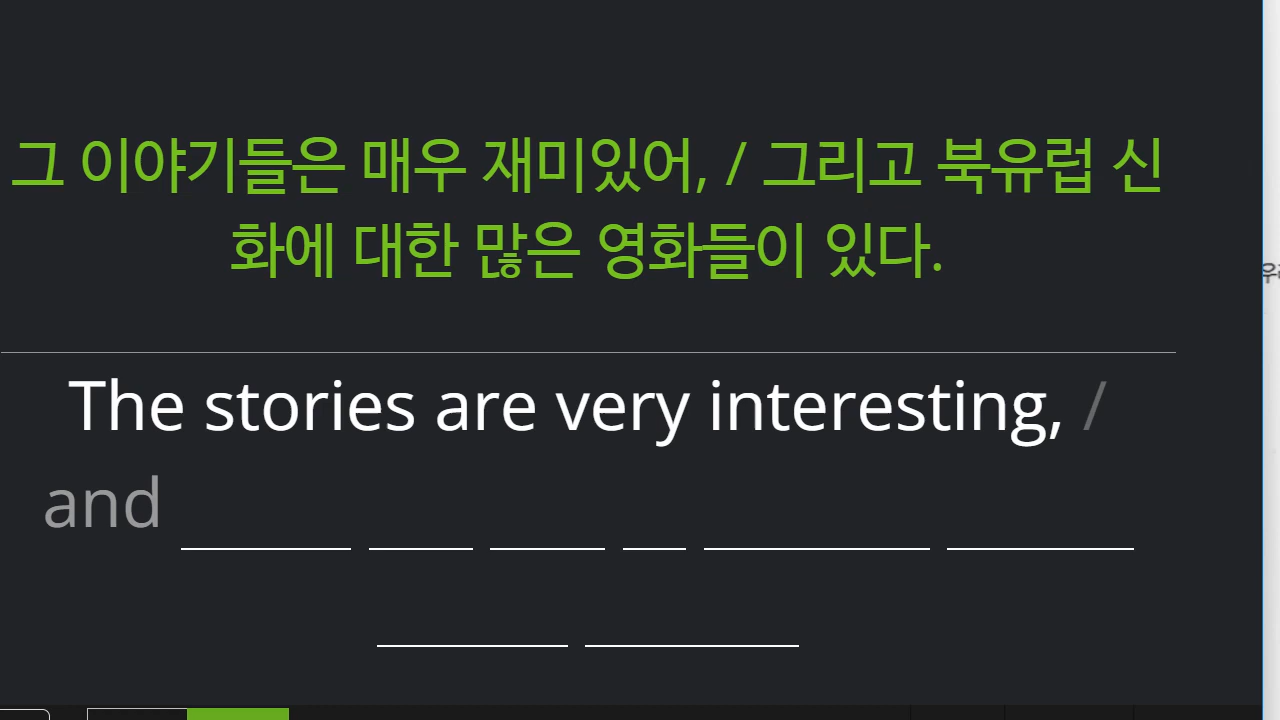 그 이야기들은 매우 재미있어, / 그리고 북유럽 신
화에 대한 많은 영화들이 있다.
The stories are very interesting, /
and